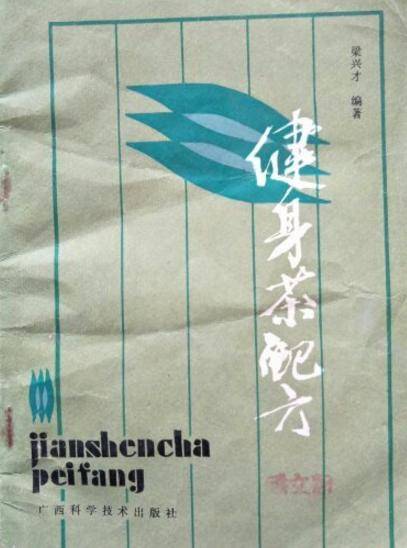 梁兴才 编著
健身茶配方
jianshencha
peifang
广西科学技术出版社